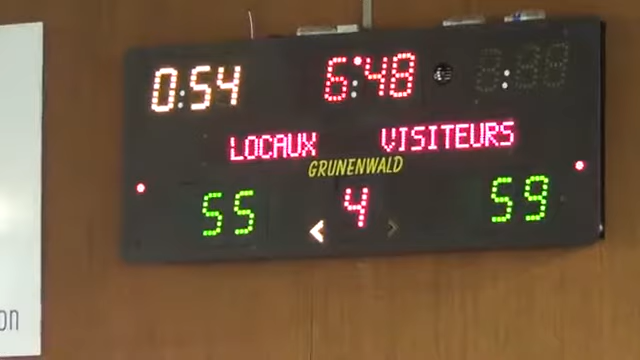 0:54 6:48
LOCAUX VISITEURS
GRUNENWALD
55 4 < 59
on